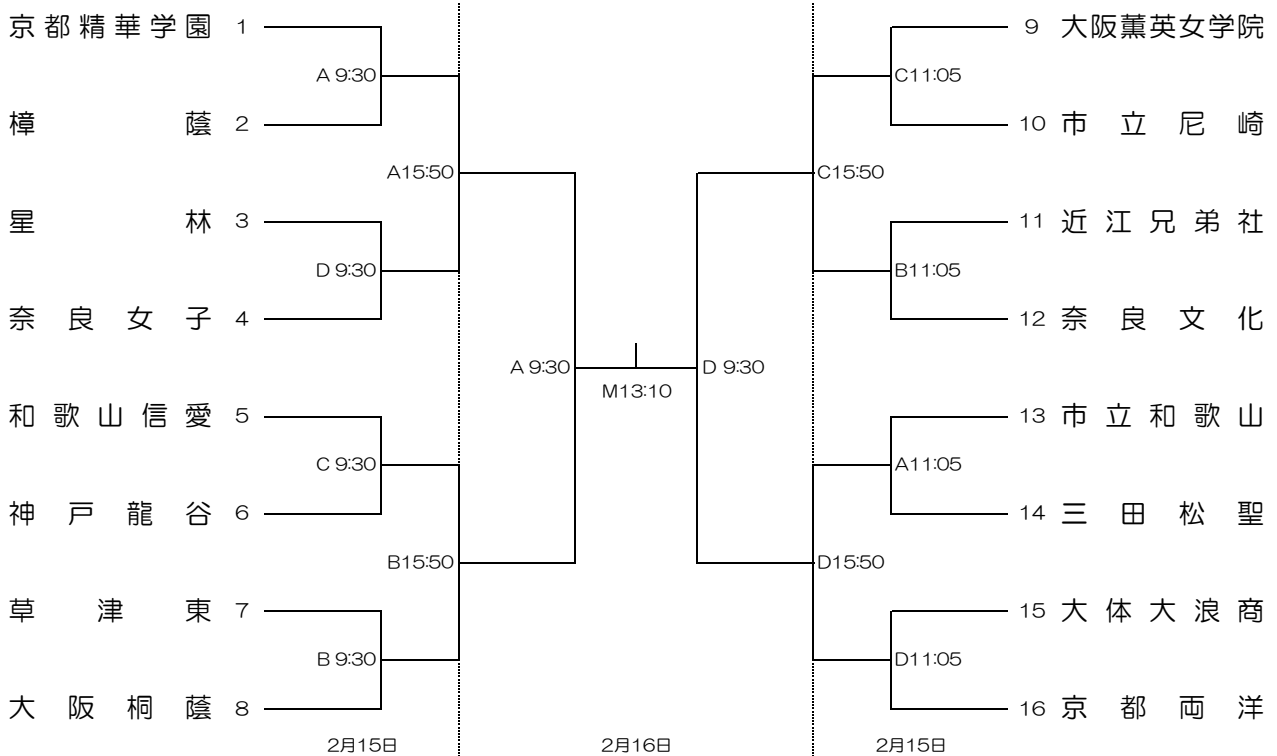 京都精華学園 1
A 9:30
樟蔭 2
A15:50
星林 3
D 9:30
奈良女子 4
A 9:30
和歌山信愛 5
C 9:30
神戸龍谷 6
B15:50
草津東 7
B 9:30
大阪桐蔭 8
2月15日
M13:10
2月16日
9 大阪薫英女学院
C11:05
10 市立尼崎
C15:50
11 近江兄弟社
B11:05
12 奈良文化
D 9:30
13 市立和歌山
A11:05
14 三田松聖
D15:50
15 大体大浪商
D11:05
16 京都両洋
2月15日